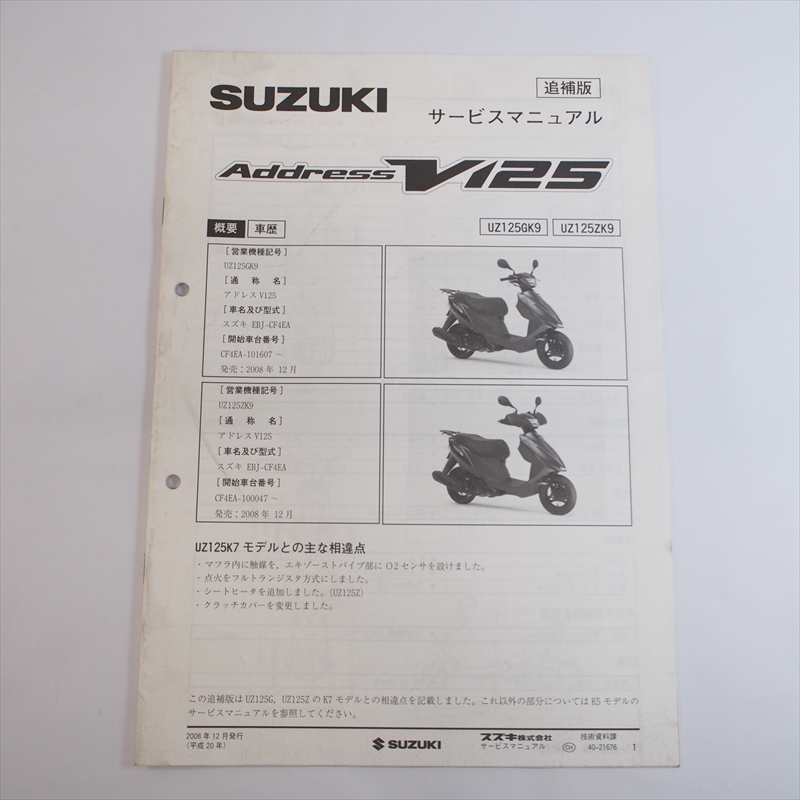 SUZUKI
追補版
サービスマニュアル
Address V125
概要 車歴
UZ125GK9 UZ125ZK9
[営業機種記号]
UZ125GK9
[通称名]
アドレスV125
[車名及び型式]
スズキ EBJ-CF4EA
[開始車台番号]
CF4EA-101607～
発売；2008年 12月
[営業機種記号]
UZ125ZK9
[通称名]
アドレスV125
[車名及び型式]
スズキ EBJ-CF4EA
[開始車台番号]
CF4EA-100047～
発売；2008年 12月
UZ125K7モデルとの主な相違点
・マフラ内に触媒を，エキゾーストパイプ部にO2センサを設けました。
・点火をフルトランジスタ方式にしました。
・シートヒータを追加しました。(UZ125Z)
・クラッチカバーを変更しました。
この追補版はUZ125G，UZ125ZのK7モデルとの相違点を記載しました。これ以外の部分についてはK5モデルの
サービスマニュアルを参照してください。
2008年12月発行
(平成20年)
SUZUKI
スズキ株式会社
サービスマニュアル
CH
技術資料課
40-21676
1